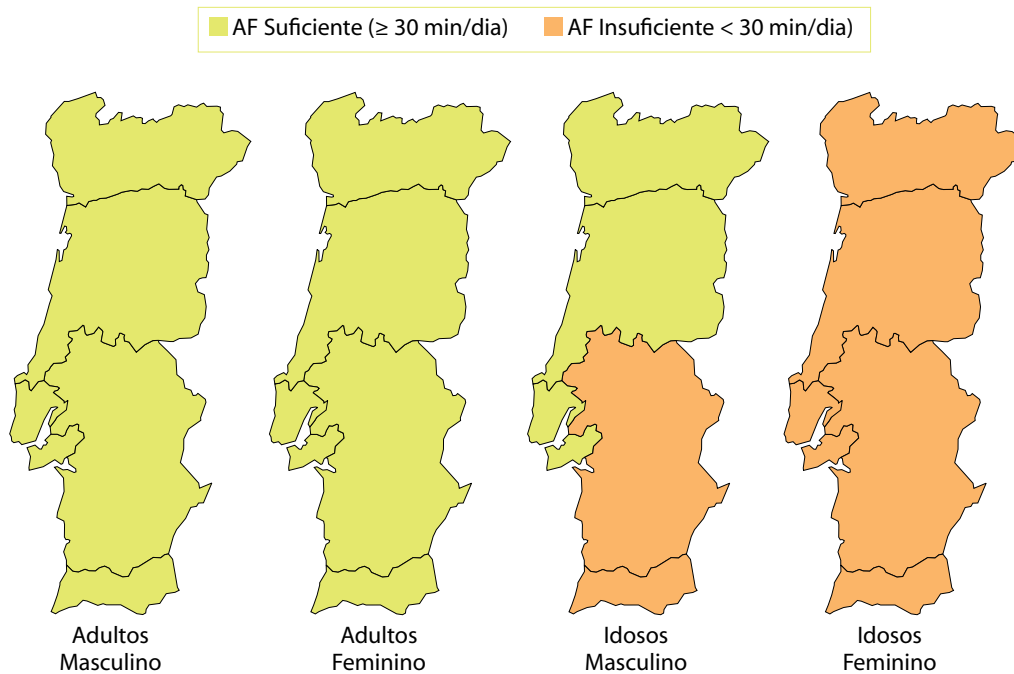 AF Suficiente (≥ 30 min/dia) AF Insuficiente < 30 min/dia)
Adultos
Masculino
Adultos
Feminino
Idosos
Masculino
Idosos
Feminino